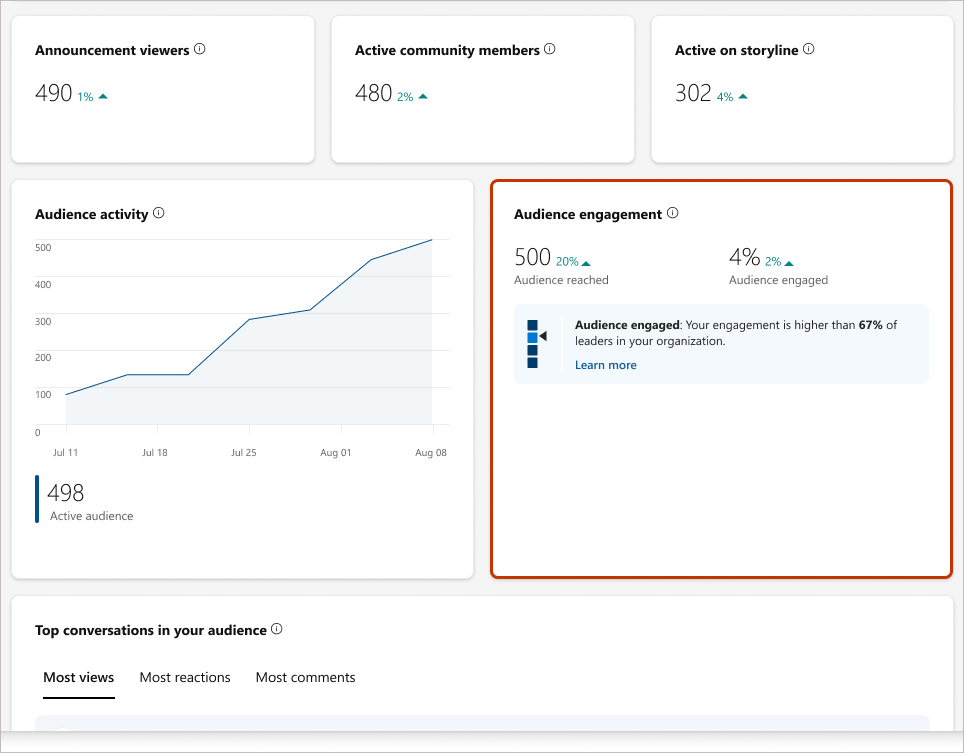 Announcement viewers
490 1%
Active community members
480 2%
Active on storyline
302 4%
Audience activity
500
400
300
200
100
0
Jul 11 Jul 18 Jul 25 Aug 01 Aug 08
498
Active audience
Audience engagement
500 20%
Audience reached
4% 2%
Audience engaged
Audience engaged: Your engagement is higher than 67% of
leaders in your organization.
Learn more
Top conversations in your audience
Most views Most reactions Most comments